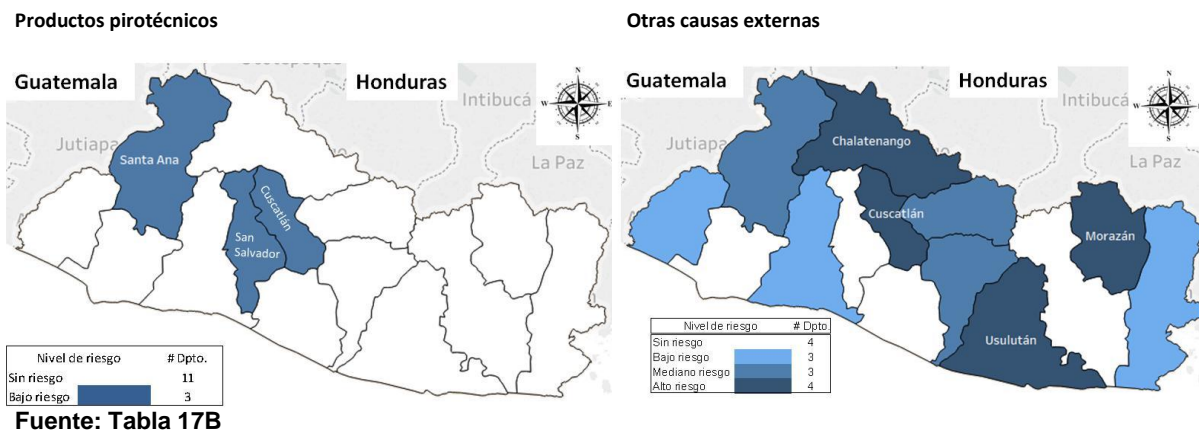 Productos pirotécnicos
Guatemala
Honduras
Intibucá
Jutiapa
La Paz
N
W
E
S
Santa Ana
Cuscatlán
San
Salvador
Nivel de riesgo # Dpto.
Sin riesgo 11
Bajo riesgo 3
Fuente: Tabla 17B
Otras causas externas
Guatemala
Honduras
Intibucá
Jutiapa
La Paz
N
W
S
Chalatenango
Cuscatlán
Morazán
Usulután
Nivel de riesgo # Dpto.
Sin riesgo 4
Bajo riesgo 3
Mediano riesgo 3
Alto riesgo 4